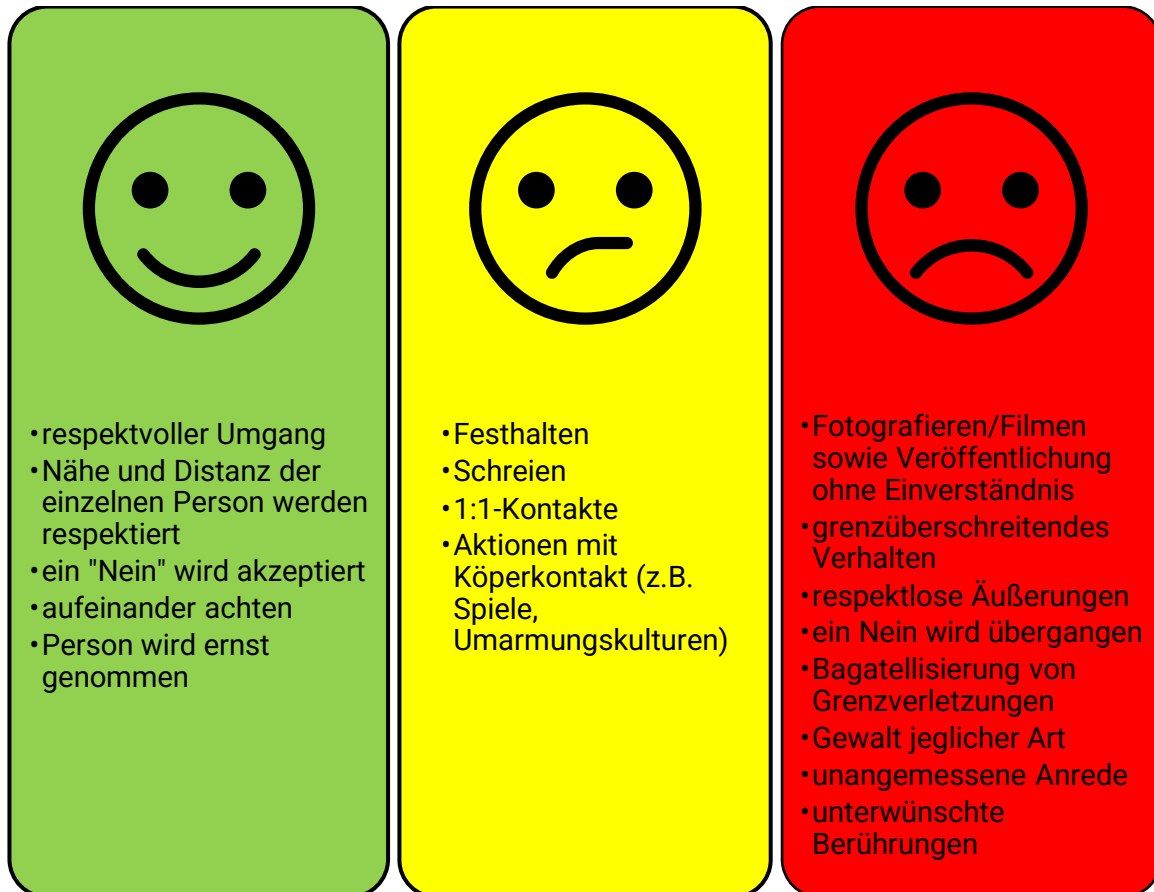 •respektvoller Umgang
•Nähe und Distanz der
einzelnen Person werden
respektiert
•ein "Nein" wird akzeptiert
•aufeinander achten
•Person wird ernst
genommen
•Festhalten
•Schreien
•1:1-Kontakte
•Aktionen mit
Köperkontakt (z.B.
Spiele,
Umarmungskulturen)
•Fotografieren/Filmen
sowie Veröffentlichung
ohne Einverständnis
•grenzüberschreitendes
Verhalten
•respektlose Äußerungen
•ein Nein wird übergangen
•Bagatellisierung von
Grenzverletzungen
•Gewalt jeglicher Art
•unangemessene Anrede
•unterwünschte
Berührungen